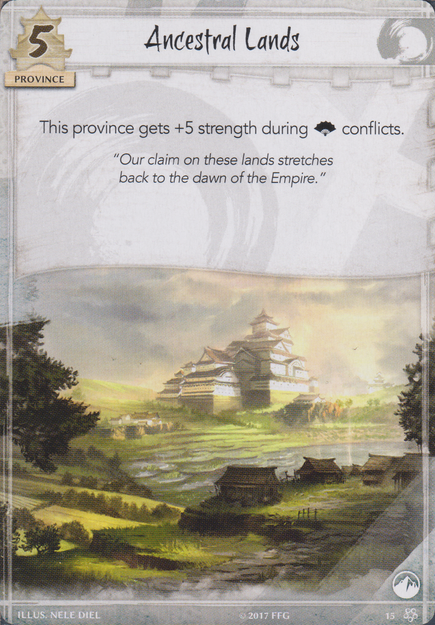 5
Ancestral Lands
PROVINCE
This province gets +5 strength during conflicts.
“Our claim on these lands stretches
back to the dawn of the Empire.”
ILLUS. NELE DIEL
© 2017 FFG
15